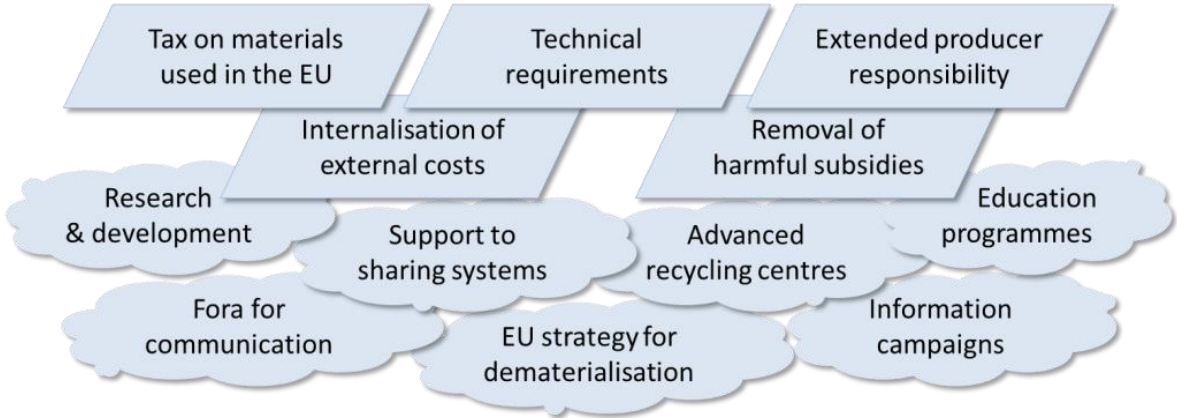 Tax on materials
used in the EU
Technical
requirements
Extended producer
responsibility
Internalisation of
external costs
Removal of
harmful subsidies
Research
& development
Support to
sharing systems
Advanced
recycling centres
Education
programmes
Fora for
communication
EU strategy for
dematerialisation
Information
campaigns